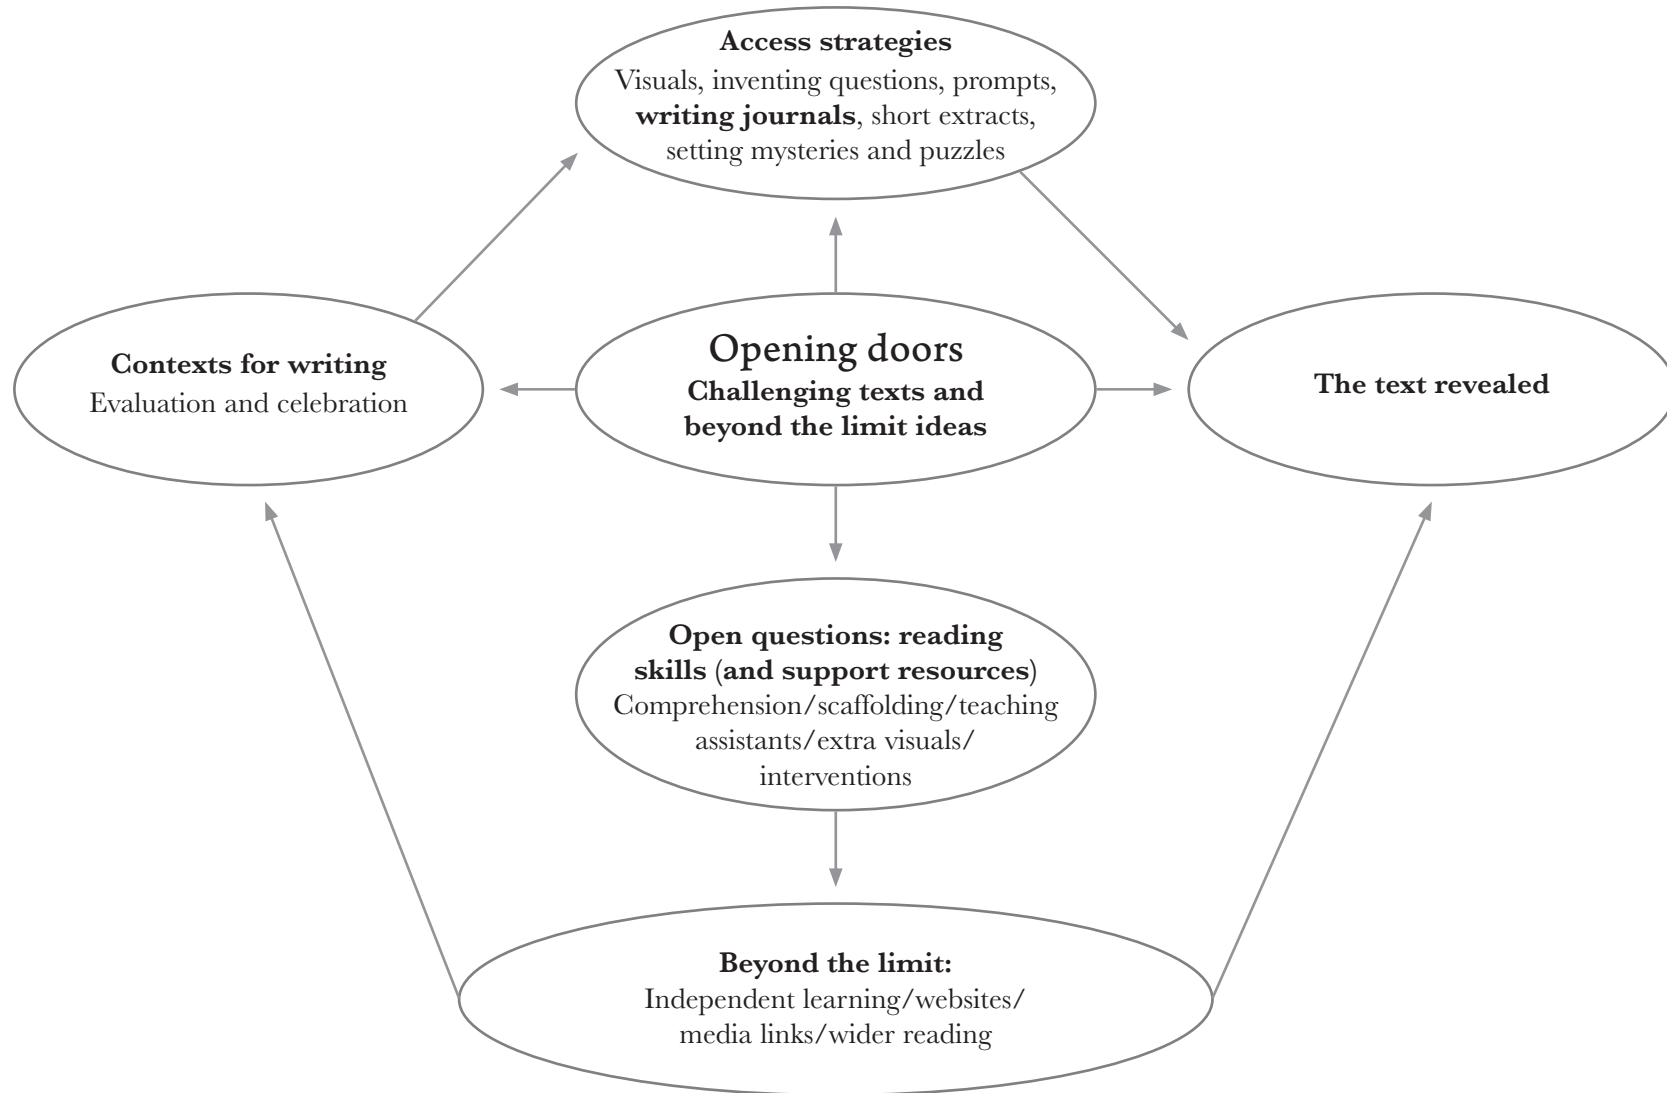 Access strategies
Visuals, inventing questions, prompts,
writing journals, short extracts,
setting mysteries and puzzles
Contexts for writing
Evaluation and celebration
Opening doors
Challenging texts and
beyond the limit ideas
The text revealed
Open questions: reading
skills (and support resources)
Comprehension/scaffolding/teaching
assistants/extra visuals/
interventions
Beyond the limit:
Independent learning/websites/
media links/wider reading